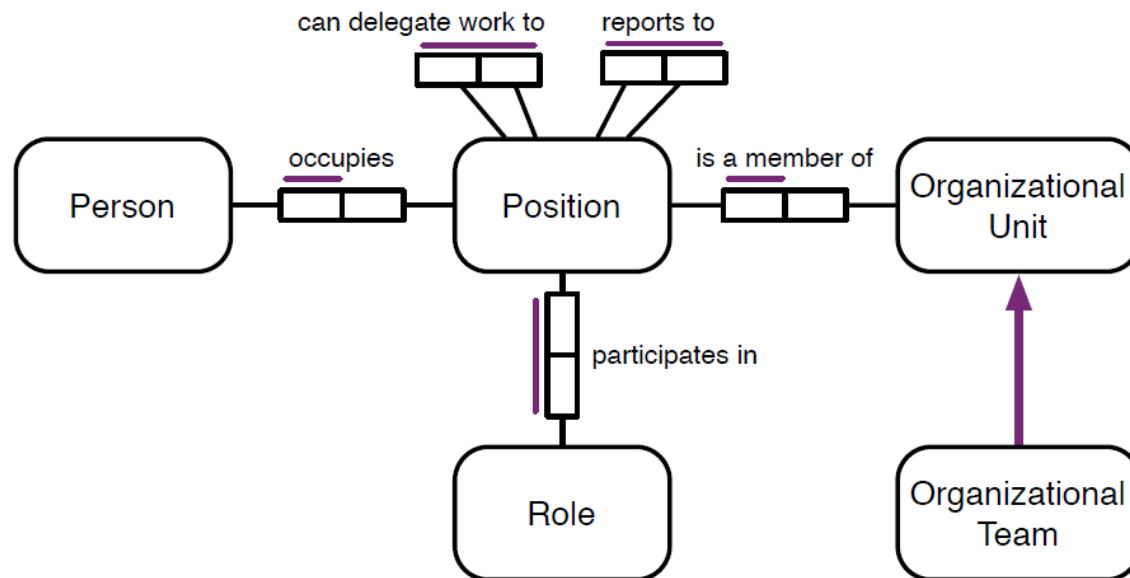 can delegate work to
reports to
occupies
is a member of
Person
Position
Organizational
Unit
participates in
Role
Organizational
Team